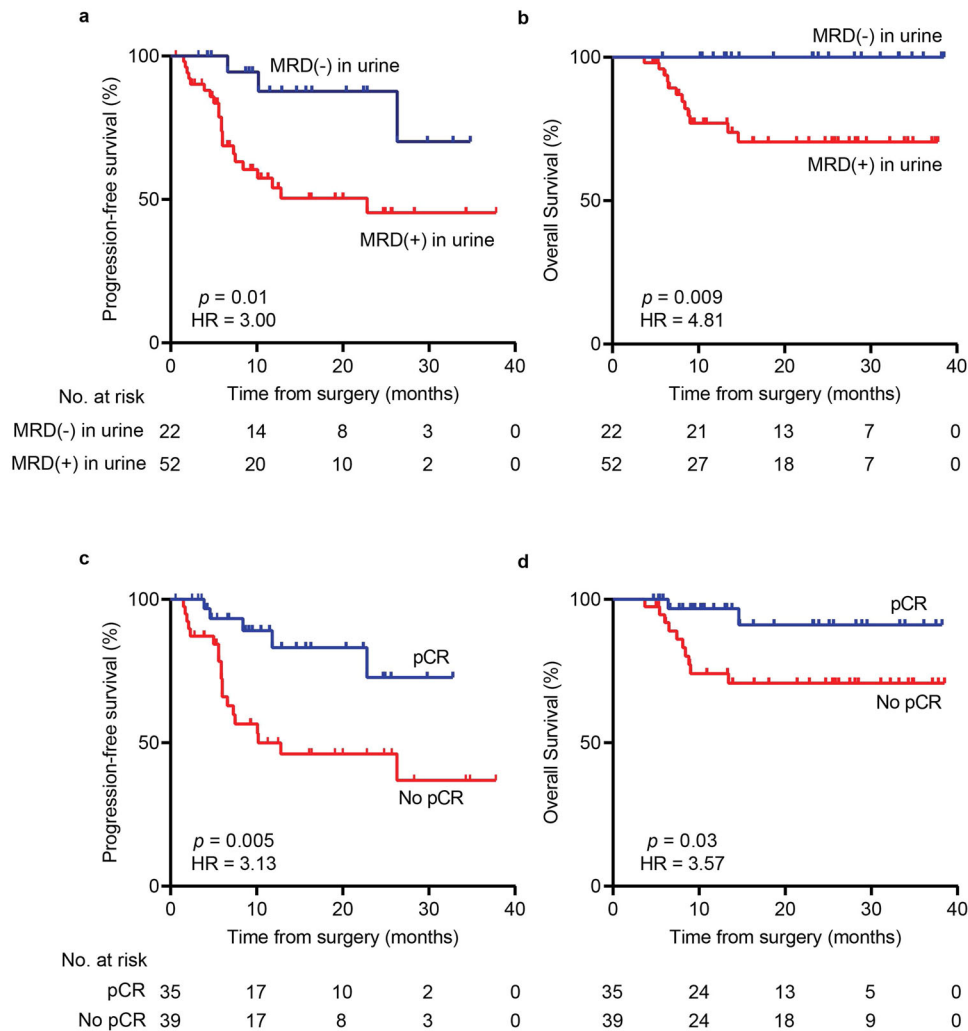 a
100
50
0
Progression-free survival (%)
MRD(-) in urine
MRD(+) in urine
p = 0.01
HR = 3.00
0 10 20 30 40
Time from surgery (months)
No. at risk
MRD(-) in urine 22 14 8 3 0
MRD(+) in urine 52 20 10 2 0
b
100
50
0
Overall Survival (%)
MRD(-) in urine
MRD(+) in urine
p = 0.009
HR = 4.81
0 10 20 30 40
Time from surgery (months)
22 21 13 7 0
52 27 18 7 0
c
100
50
0
Progression-free survival (%)
pCR
No pCR
p = 0.005
HR = 3.13
0 10 20 30 40
Time from surgery (months)
No. at risk
pCR 35 17 10 2 0
No pCR 39 17 8 3 0
d
100
50
0
Overall Survival (%)
pCR
No pCR
p = 0.03
HR = 3.57
0 10 20 30 40
Time from surgery (months)
35 24 13 5 0
39 24 18 9 0